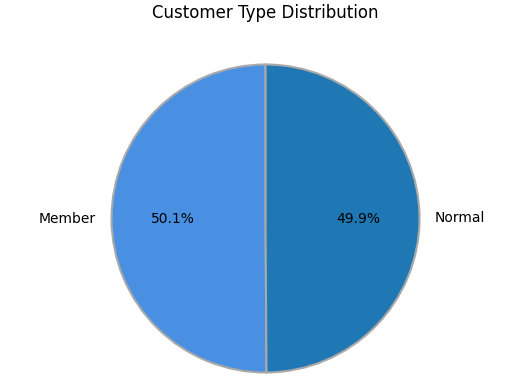 Customer Type Distribution
Member
50.1%
49.9%
Normal